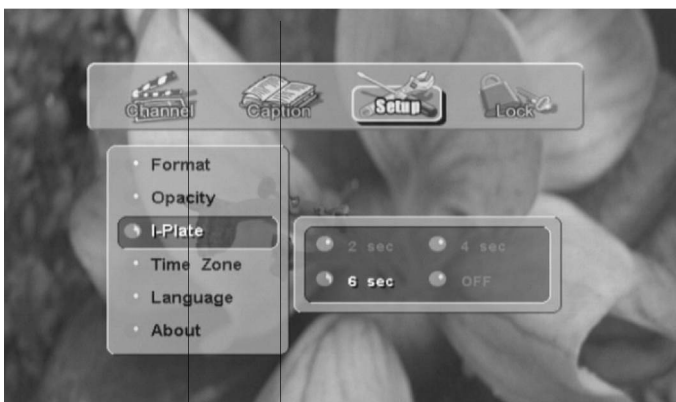 Channel Caption Setup Lock
Format
Opacity
I-Plate
Time Zone
Language
About
2 sec 4 sec
6 sec OFF